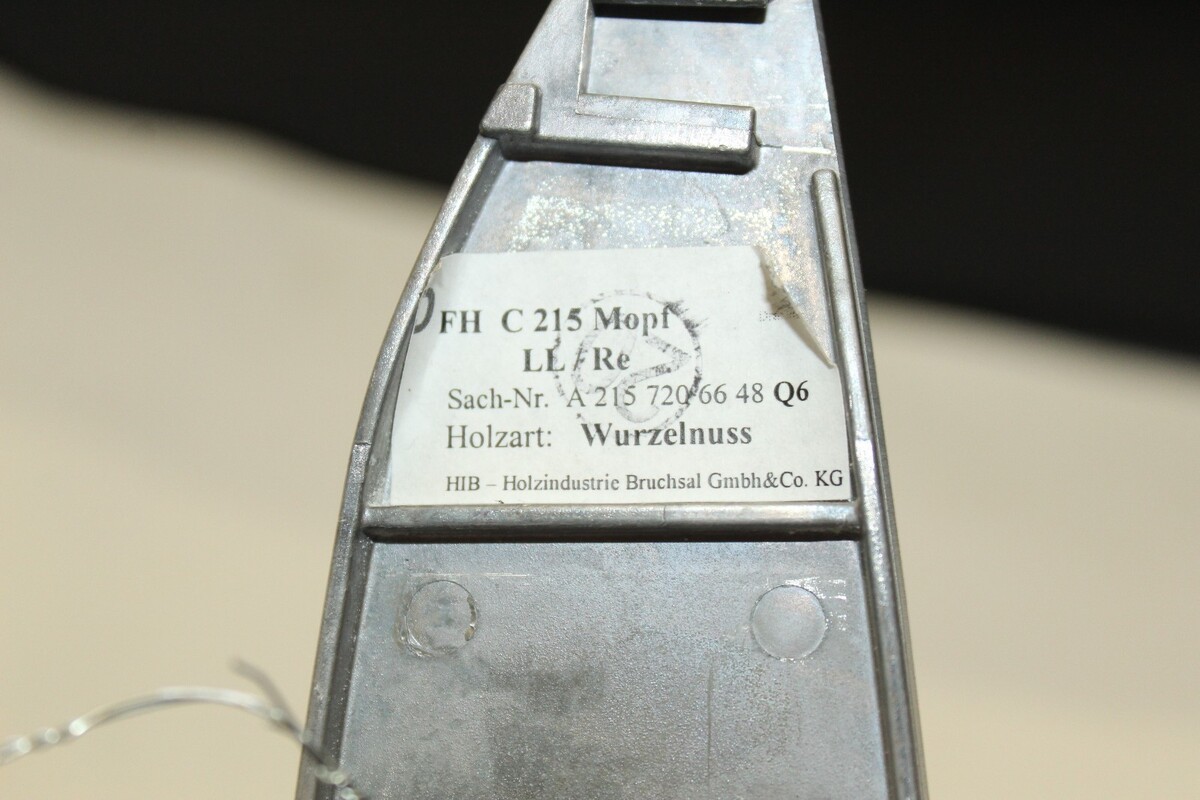 FH C 215 Mopf
LL / Re
Sach-Nr. A 215 720 66 48 Q6
Holzart: Wurzelnuss
HIB – Holzindustrie Bruchsal Gmbh&Co. KG